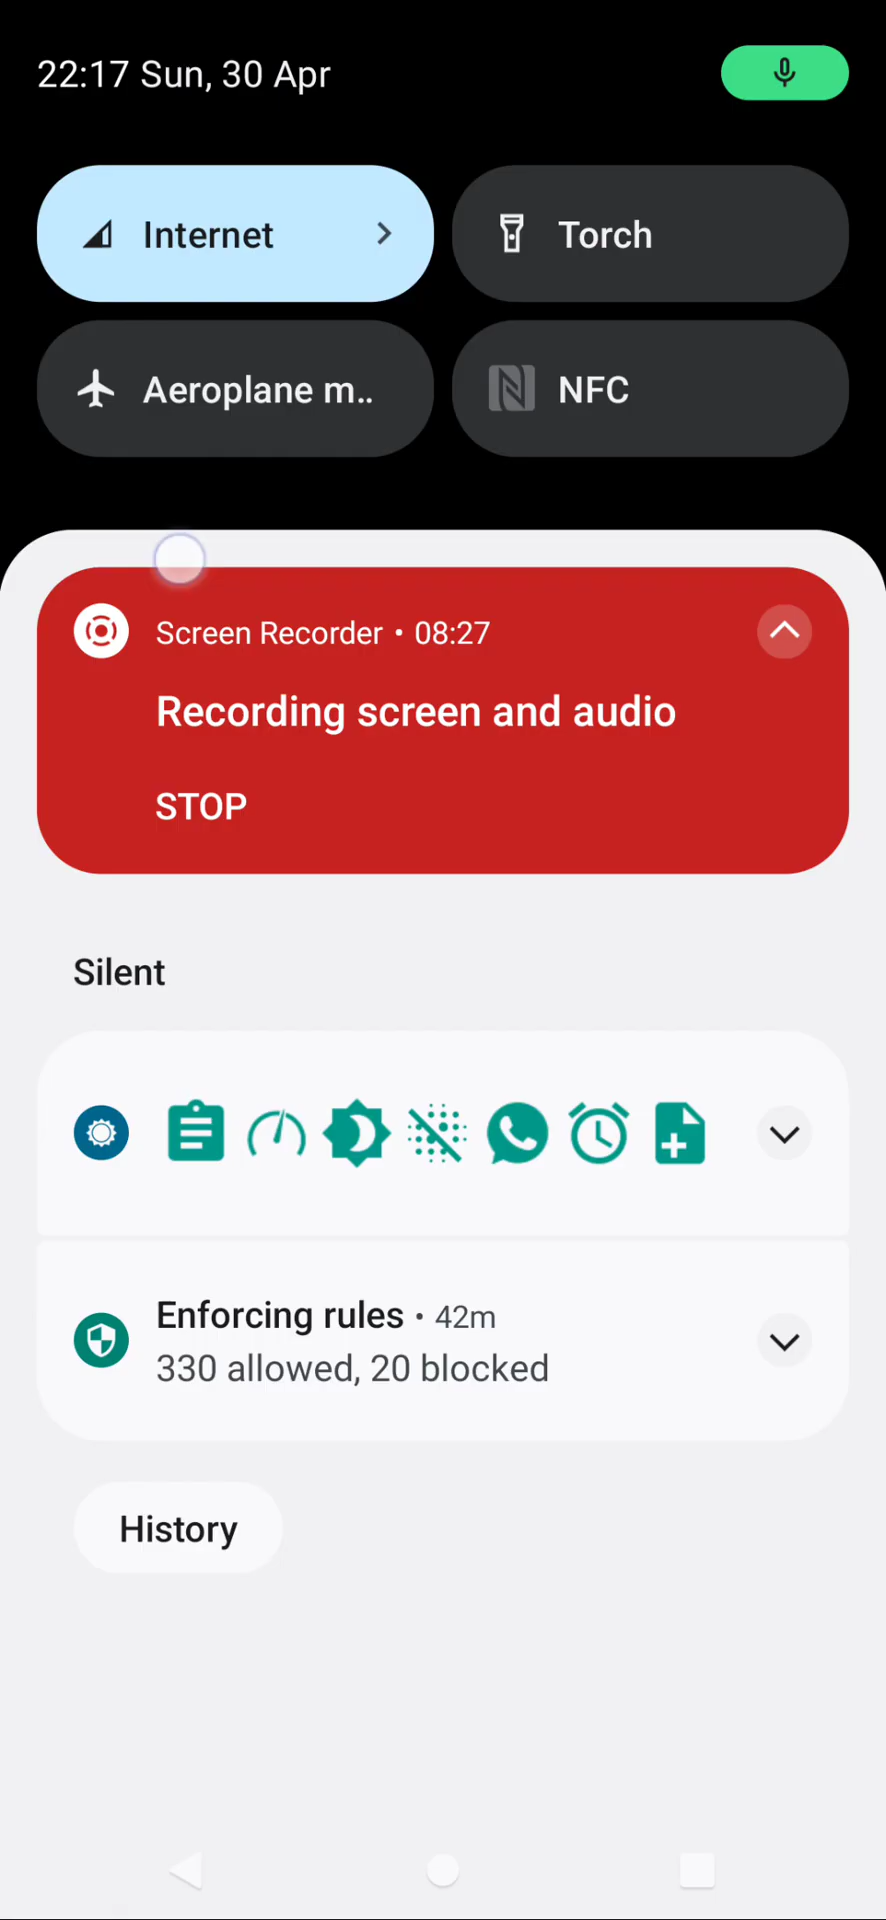 22:17 Sun, 30 Apr
Internet
Torch
Aeroplane m..
NFC
Screen Recorder • 08:27
Recording screen and audio
STOP
Silent
Enforcing rules • 42m
330 allowed, 20 blocked
History